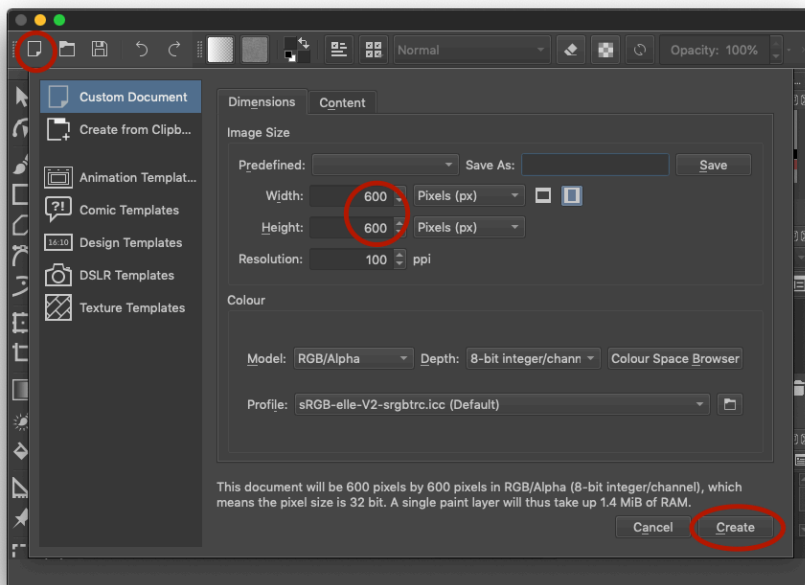 Normal
Opacity: 100%
Custom Document
Create from Clipb...
Animation Templat...
Comic Templates
16:10
Design Templates
DSLR Templates
Texture Templates
Dimensions Content
Image Size
Predefined: Save As: Save
Width: 600 Pixels (px)
Height: 600 Pixels (px)
Resolution: 100 ppi
Colour
Model: RGB/Alpha Depth: 8-bit integer/chann Colour Space Browser
Profile: sRGB-elle-V2-srgbtrc.icc (Default)
This document will be 600 pixels by 600 pixels in RGB/Alpha (8-bit integer/channel), which
means the pixel size is 32 bit. A single paint layer will thus take up 1.4 MiB of RAM.
Cancel Create